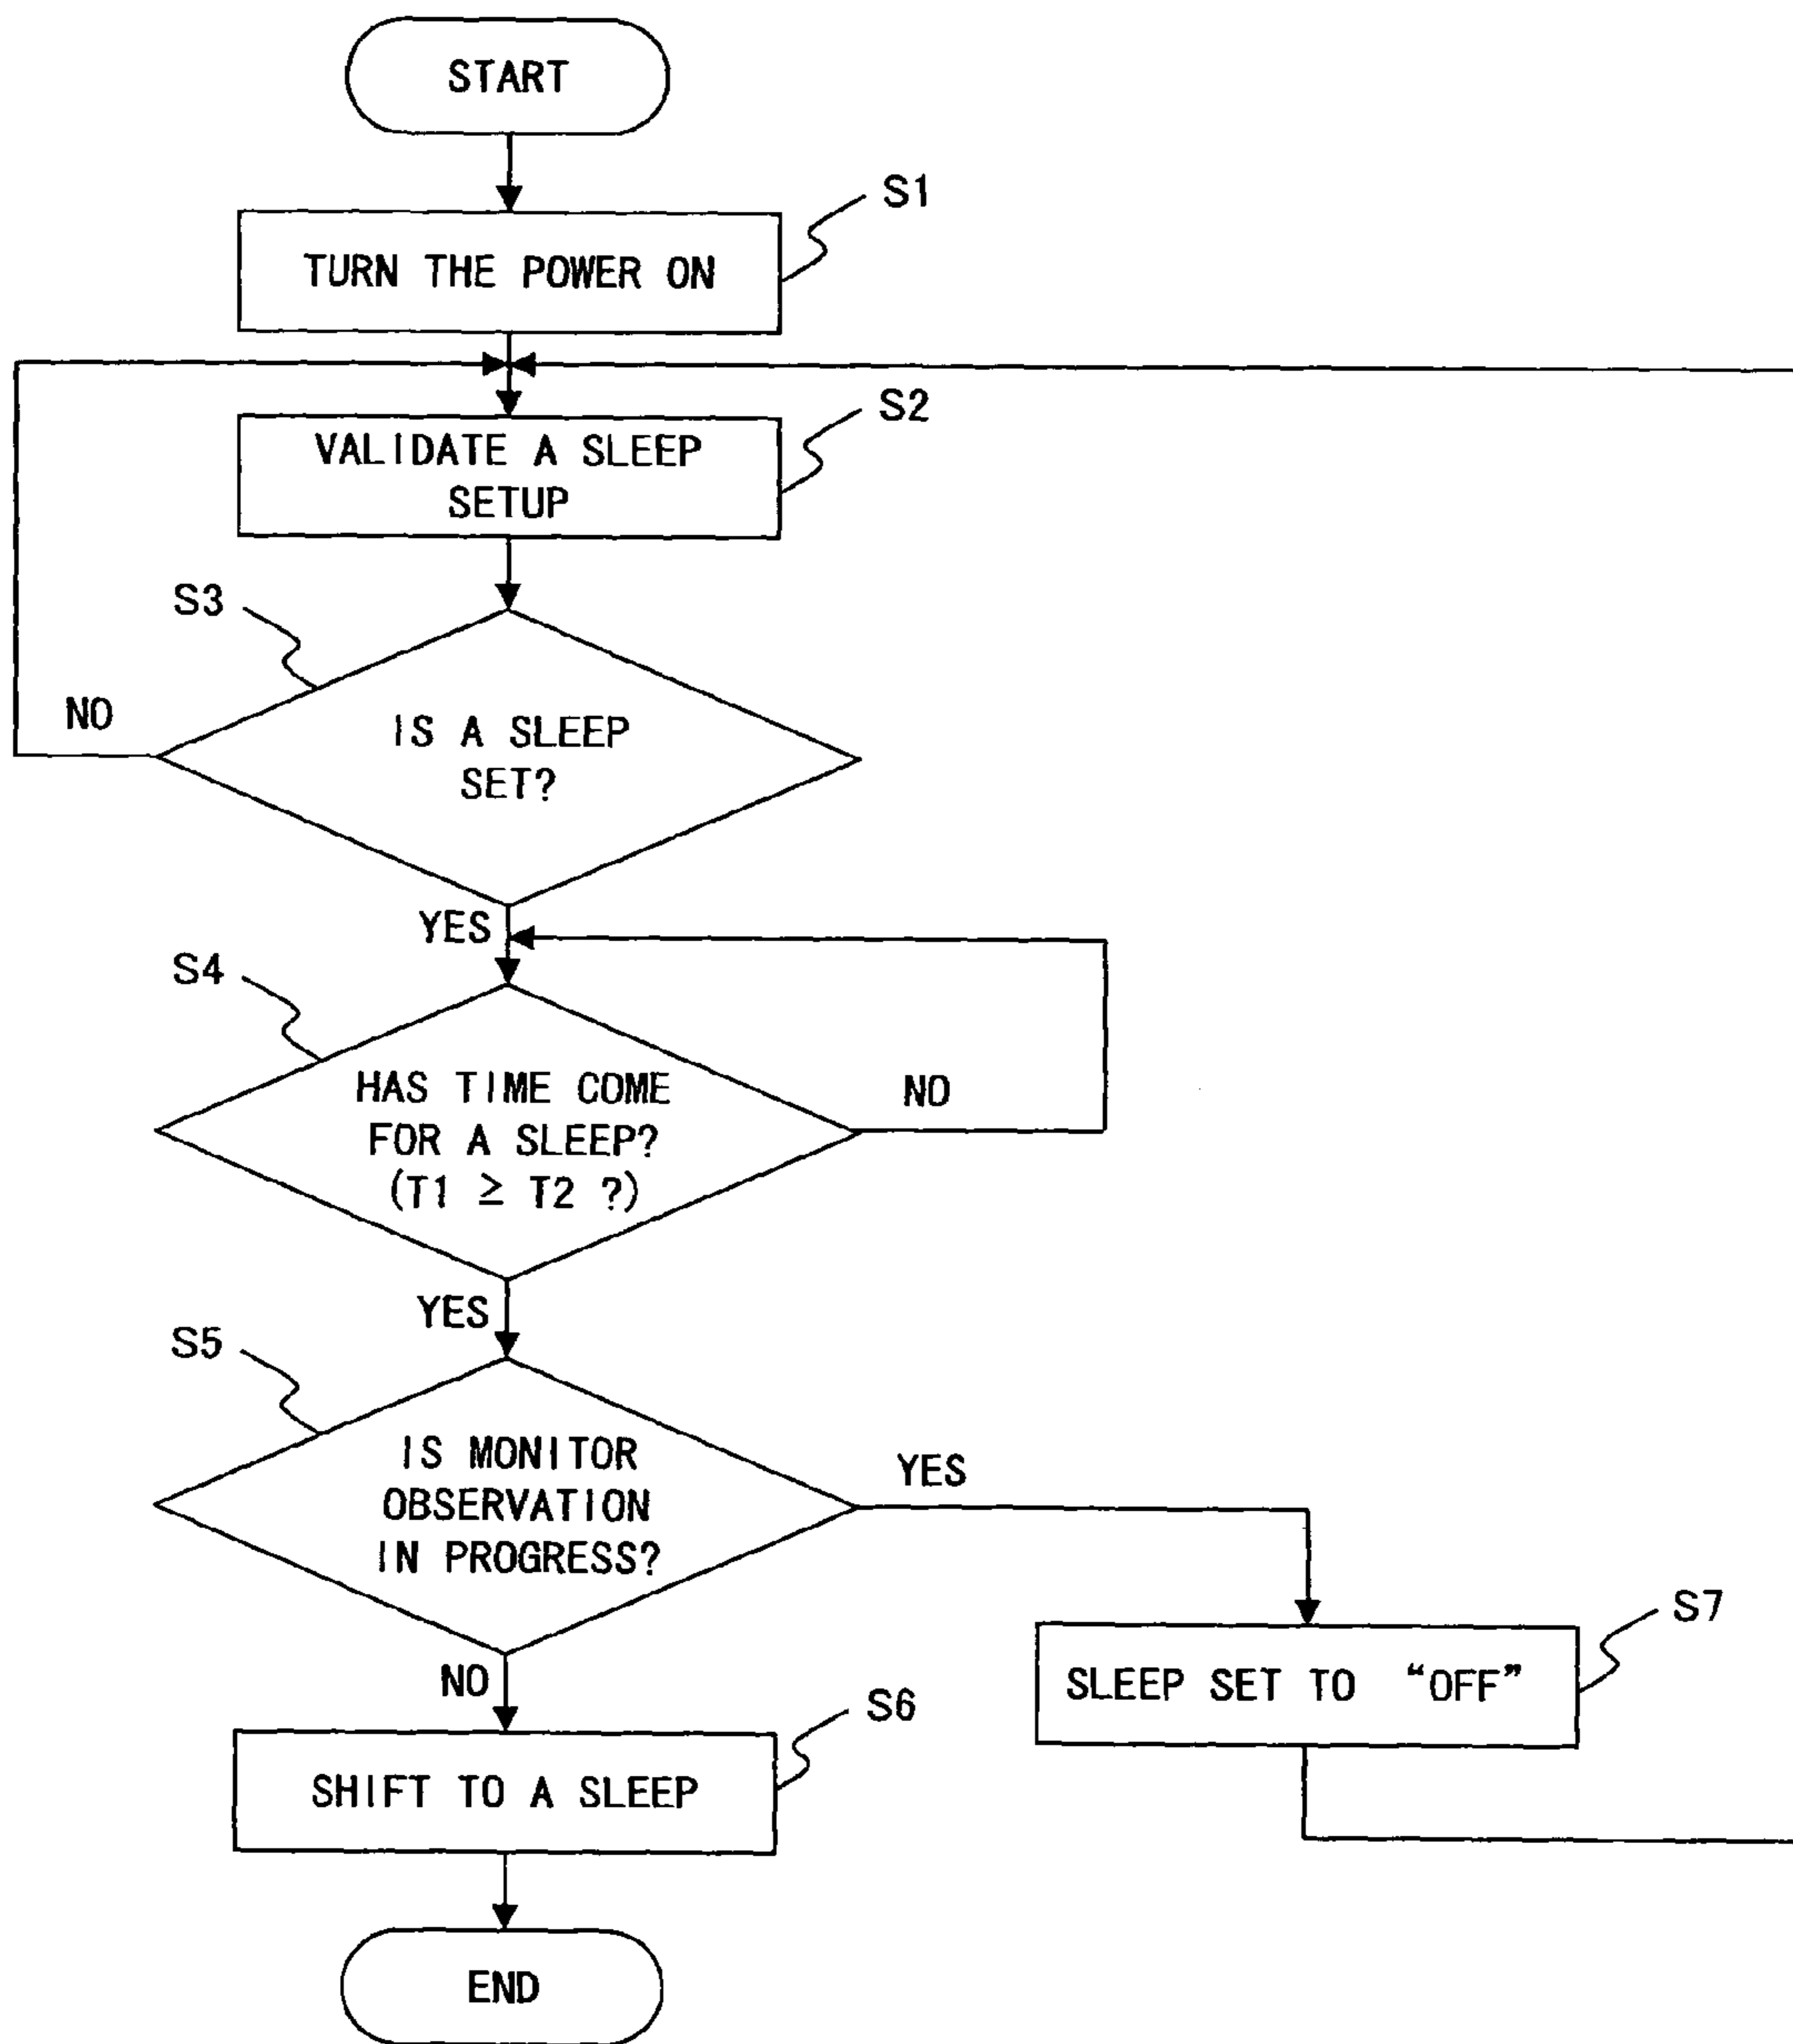 START
S1
TURN THE POWER ON
S2
VALIDATE A SLEEP
SETUP
S3
NO
IS A SLEEP
SET?
YES
S4
HAS TIME COME
FOR A SLEEP?
(T1 ≥ T2 ?)
NO
YES
S5
IS MONITOR
OBSERVATION
IN PROGRESS?
YES
S7
SLEEP SET TO “OFF”
NO
S6
SHIFT TO A SLEEP
END